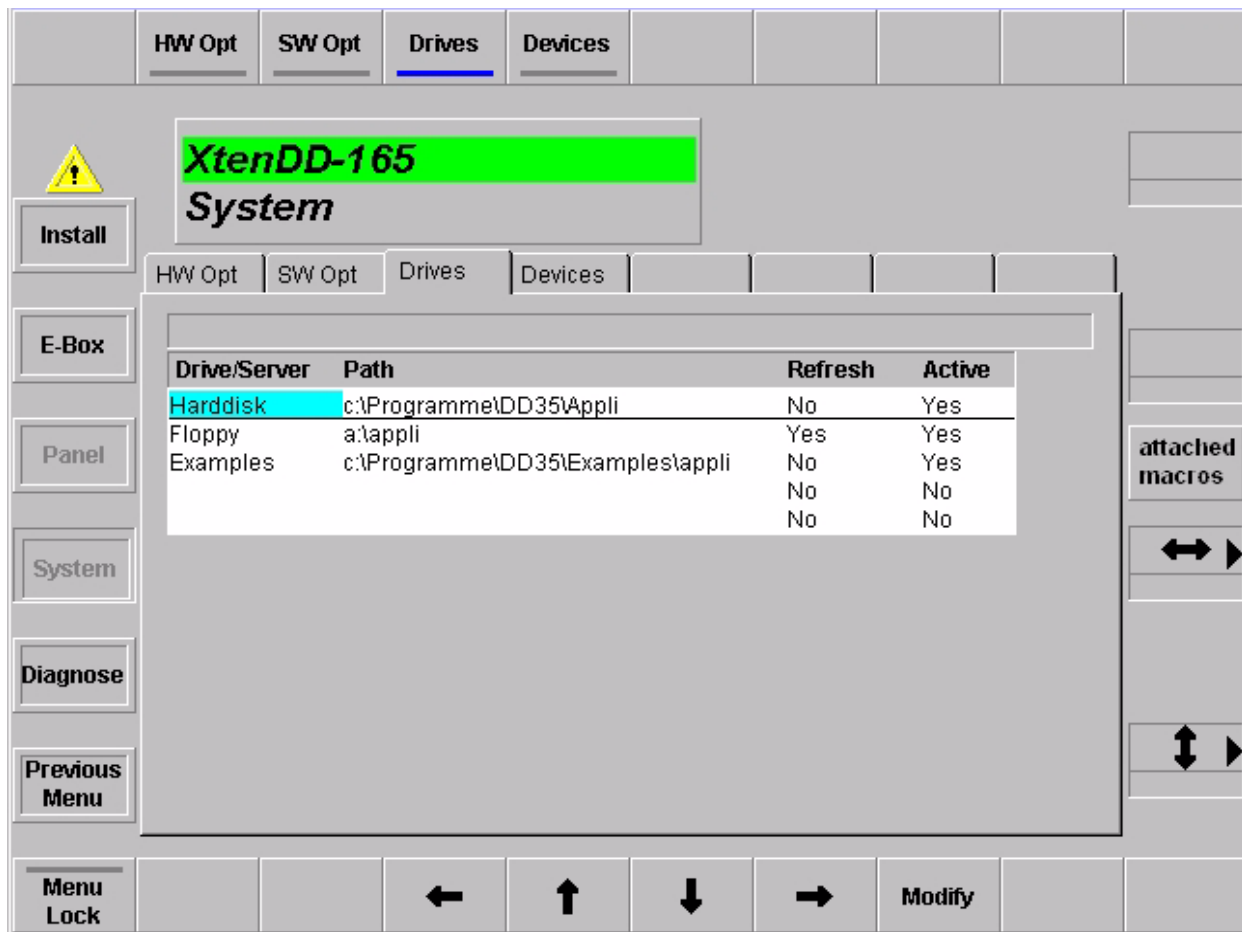 HW Opt SW Opt Drives Devices
XtenDD-165
System
Install
HW Opt SW Opt Drives Devices
E-Box
Drive/Server Path Refresh Active
Harddisk c:\Programme\DD35\Appli No Yes
Floppy a:\appli Yes Yes
Examples c:\Programme\DD35\Examples\appli No Yes
No No
No No
Panel
attached
macros
System
Diagnose
Previous
Menu
Menu
Lock
Modify